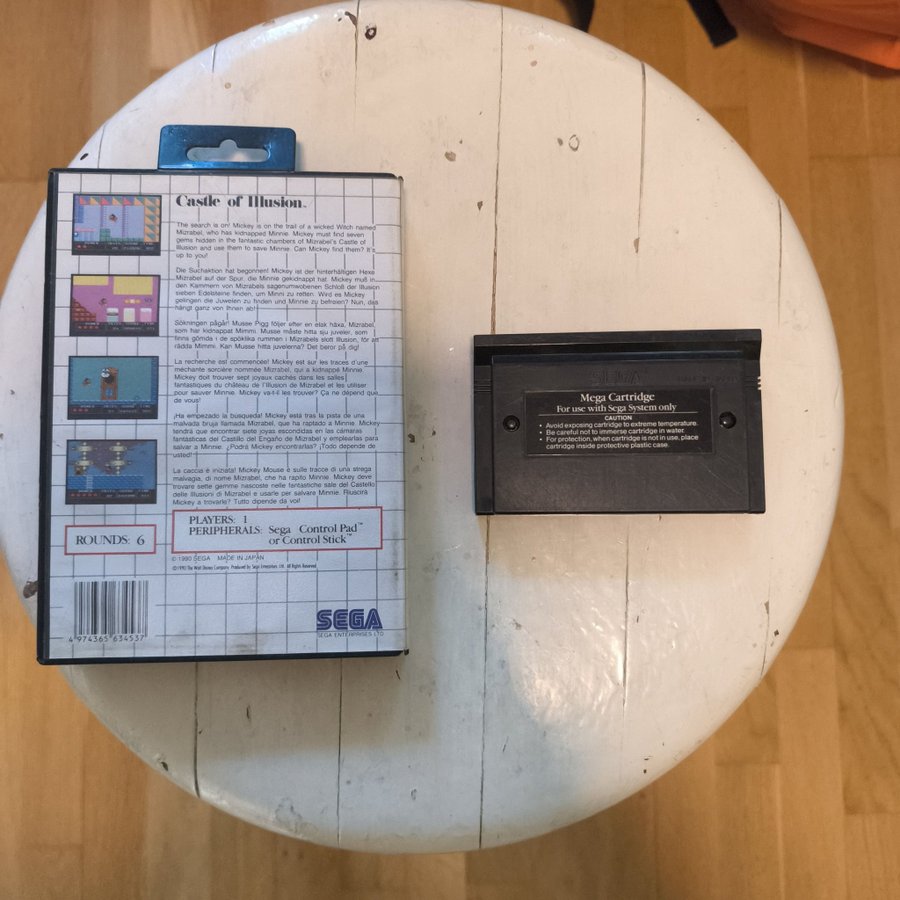 Castle of Illusion™
The search is on! Mickey is on the trail of a wicked Witch named
Mizrabel, who has kidnapped Minnie. Mickey must find seven
gems hidden in the fantastic chambers of Mizrabel's Castle of
Illusion and use them to save Minnie. Can Mickey find them? It's
up to you!
Die Suchaktion hat begonnen! Mickey ist der hinterhältigen Hexe
Mizrabel auf der Spur, die Minnie gekidnappt hat. Mickey muß in
den Kammern von Mizrabels sagenumwobenen Schloß der Illusion
sieben Edelsteine finden, um Minni zu retten. Wird es Mickey
gelingen die Juwelen zu finden und Minnie zu befreien? Nun, das
hängt ganz von Ihnen ab!
Sökningen pågår! Musse Pigg följer efter en elak häxa, Mizrabel,
som har kidnappat Mimmi. Musse måste hitta sju juveler, som
finns gömda i de spöklika rummen i Mizrabels slott Illusion, för att
rädda Mimmi. Kan Musse hitta juvelerna? Det beror på dig!
La recherche est commencée! Mickey est sur les traces d'une
méchante sorcière nommée Mizrabel, qui a kidnappé Minnie.
Mickey doit trouver sept joyaux cachés dans les salles
fantastiques du château de l'Illusion de Mizrabel et les utiliser
pour sauver Minnie. Mickey va-t-il les trouver? Ça ne dépend que
de vous!
¡Ha empezado la busqueda! Mickey está tras la pista de una
malvada bruja llamada Mizrabel, que ha raptado a Minnie. Mickey
tendrá que encontrar siete joyas escondidas en las cámaras
fantásticas del Castillo del Engaño de Mizrabel y emplearlas para
salvar a Minnie. ¿Podrá Mickey encontrarlas? ¡Todo depende de
usted!
La caccia è iniziata! Mickey Mouse è sulle tracce di una strega
malvagia, di nome Mizrabel, che ha rapito Minnie. Mickey deve
trovare sette gemme nascoste nelle fantastiche sale del Castello
delle Illusioni di Mizrabel e usarle per salvare Minnie. Riuscirà
Mickey a trovarle? Tutto dipende da voi!
ROUNDS: 6
PLAYERS: 1
PERIPHERALS: Sega Control Pad™
or Control Stick™
© 1990 SEGA MADE IN JAPAN
© 1990 The Walt Disney Company. Produced by Sega Enterprises Ltd. All Rights Reserved
4 974365 634537
SEGA
SEGA ENTERPRISES LTD.
SEGA
Mega Cartridge
For use with Sega System only
CAUTION
• Avoid exposing cartridge to extreme temperature.
• Be careful not to immerse cartridge in water.
• For protection, when cartridge is not in use, place
cartridge inside protective plastic case.